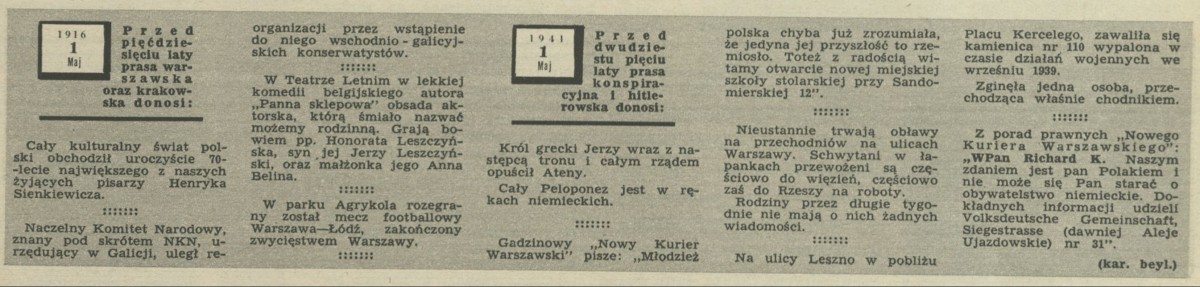 1916
1
Maj
Przed
pięćdzie-
sięciu laty
prasa war-
szawska
oraz krakow-
ska donosi:
Cały kulturalny świat pol-
ski obchodził uroczyście 70-
-lecie największego z naszych
żyjących pisarzy Henryka
Sienkiewicza.
Naczelny Komitet Narodowy,
znany pod skrótem NKN, u-
rzędujący w Galicji, uległ re-
organizacji przez wstąpienie
do niego wschodnio-galicyj-
skich konserwatystów.
W Teatrze Letnim w lekkiej
komedii belgijskiego autora
„Panna sklepowa" obsada ak-
torska, którą śmiało nazwać
możemy rodzinną. Grają bo-
wiem pp. Honorata Leszczyń-
ska, syn jej Jerzy Leszczyń-
ski, oraz małżonka jego Anna
Belina.
W parku Agrykola rozegra-
ny został mecz footballowy
Warszawa—Łódź, zakończony
zwycięstwem Warszawy.
1941
1
Maj
Przed
dwudzie-
stu pięciu
laty prasa
konspira-
cyjna i hitle-
rowska donosi:
Król grecki Jerzy wraz z na-
stępcą tronu i całym rządem
opuścił Ateny.
Cały Peloponez jest w rę-
kach niemieckich.
Gadzinowy „Nowy Kurier
Warszawski" pisze: „Młodzież
polska chyba już zrozumiała,
że jedyna jej przyszłość to rze-
miosło. Toteż z radością wi-
tamy otwarcie nowej miejskiej
szkoły stolarskiej przy Sando-
mierskiej 12".
Nieustannie trwają obławy
na przechodniów na ulicach
Warszawy. Schwytani w ła-
pankach przewożeni są czę-
ściowo do więzień, częściowo
zaś do Rzeszy na roboty.
Rodziny przez długie tygo-
dnie nie mają o nich żadnych
wiadomości.
Na ulicy Leszno w pobliżu
Placu Kercelego, zawaliła się
kamienica nr 110 wypalona w
czasie działań wojennych we
wrześniu 1939.
Zginęła jedna osoba, prze-
chodząca właśnie chodnikiem.
Z porad prawnych „Nowego
Kuriera Warszawskiego":
„WPan Richard K. Naszym
zdaniem jest pan Polakiem i
nie może się Pan starać o
obywatelstwo niemieckie. Do-
kładnych informacji udzieli
Volksdeutsche Gemeinschaft,
Siegestrasse (dawniej Aleje
Ujazdowskie) nr 31".
(kar. beyl.)